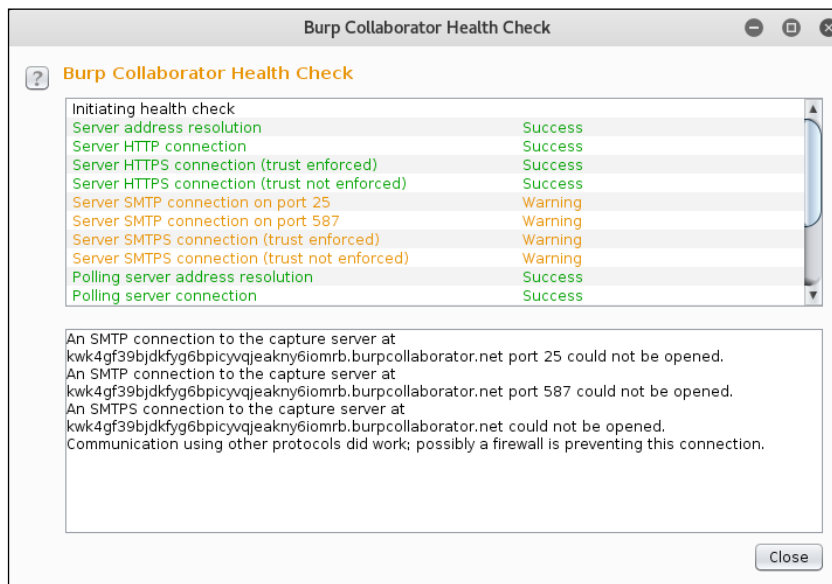 Burp Collaborator Health Check
? Burp Collaborator Health Check
Initiating health check
Server address resolution Success
Server HTTP connection Success
Server HTTPS connection (trust enforced) Success
Server HTTPS connection (trust not enforced) Success
Server SMTP connection on port 25 Warning
Server SMTP connection on port 587 Warning
Server SMTPS connection (trust enforced) Warning
Server SMTPS connection (trust not enforced) Warning
Polling server address resolution Success
Polling server connection Success
An SMTP connection to the capture server at
kwk4gf39bjdkfyg6bpicyvqjeakny6iomrb.burpcollaborator.net port 25 could not be opened.
An SMTP connection to the capture server at
kwk4gf39bjdkfyg6bpicyvqjeakny6iomrb.burpcollaborator.net port 587 could not be opened.
An SMTPS connection to the capture server at
kwk4gf39bjdkfyg6bpicyvqjeakny6iomrb.burpcollaborator.net could not be opened.
Communication using other protocols did work; possibly a firewall is preventing this connection.
Close